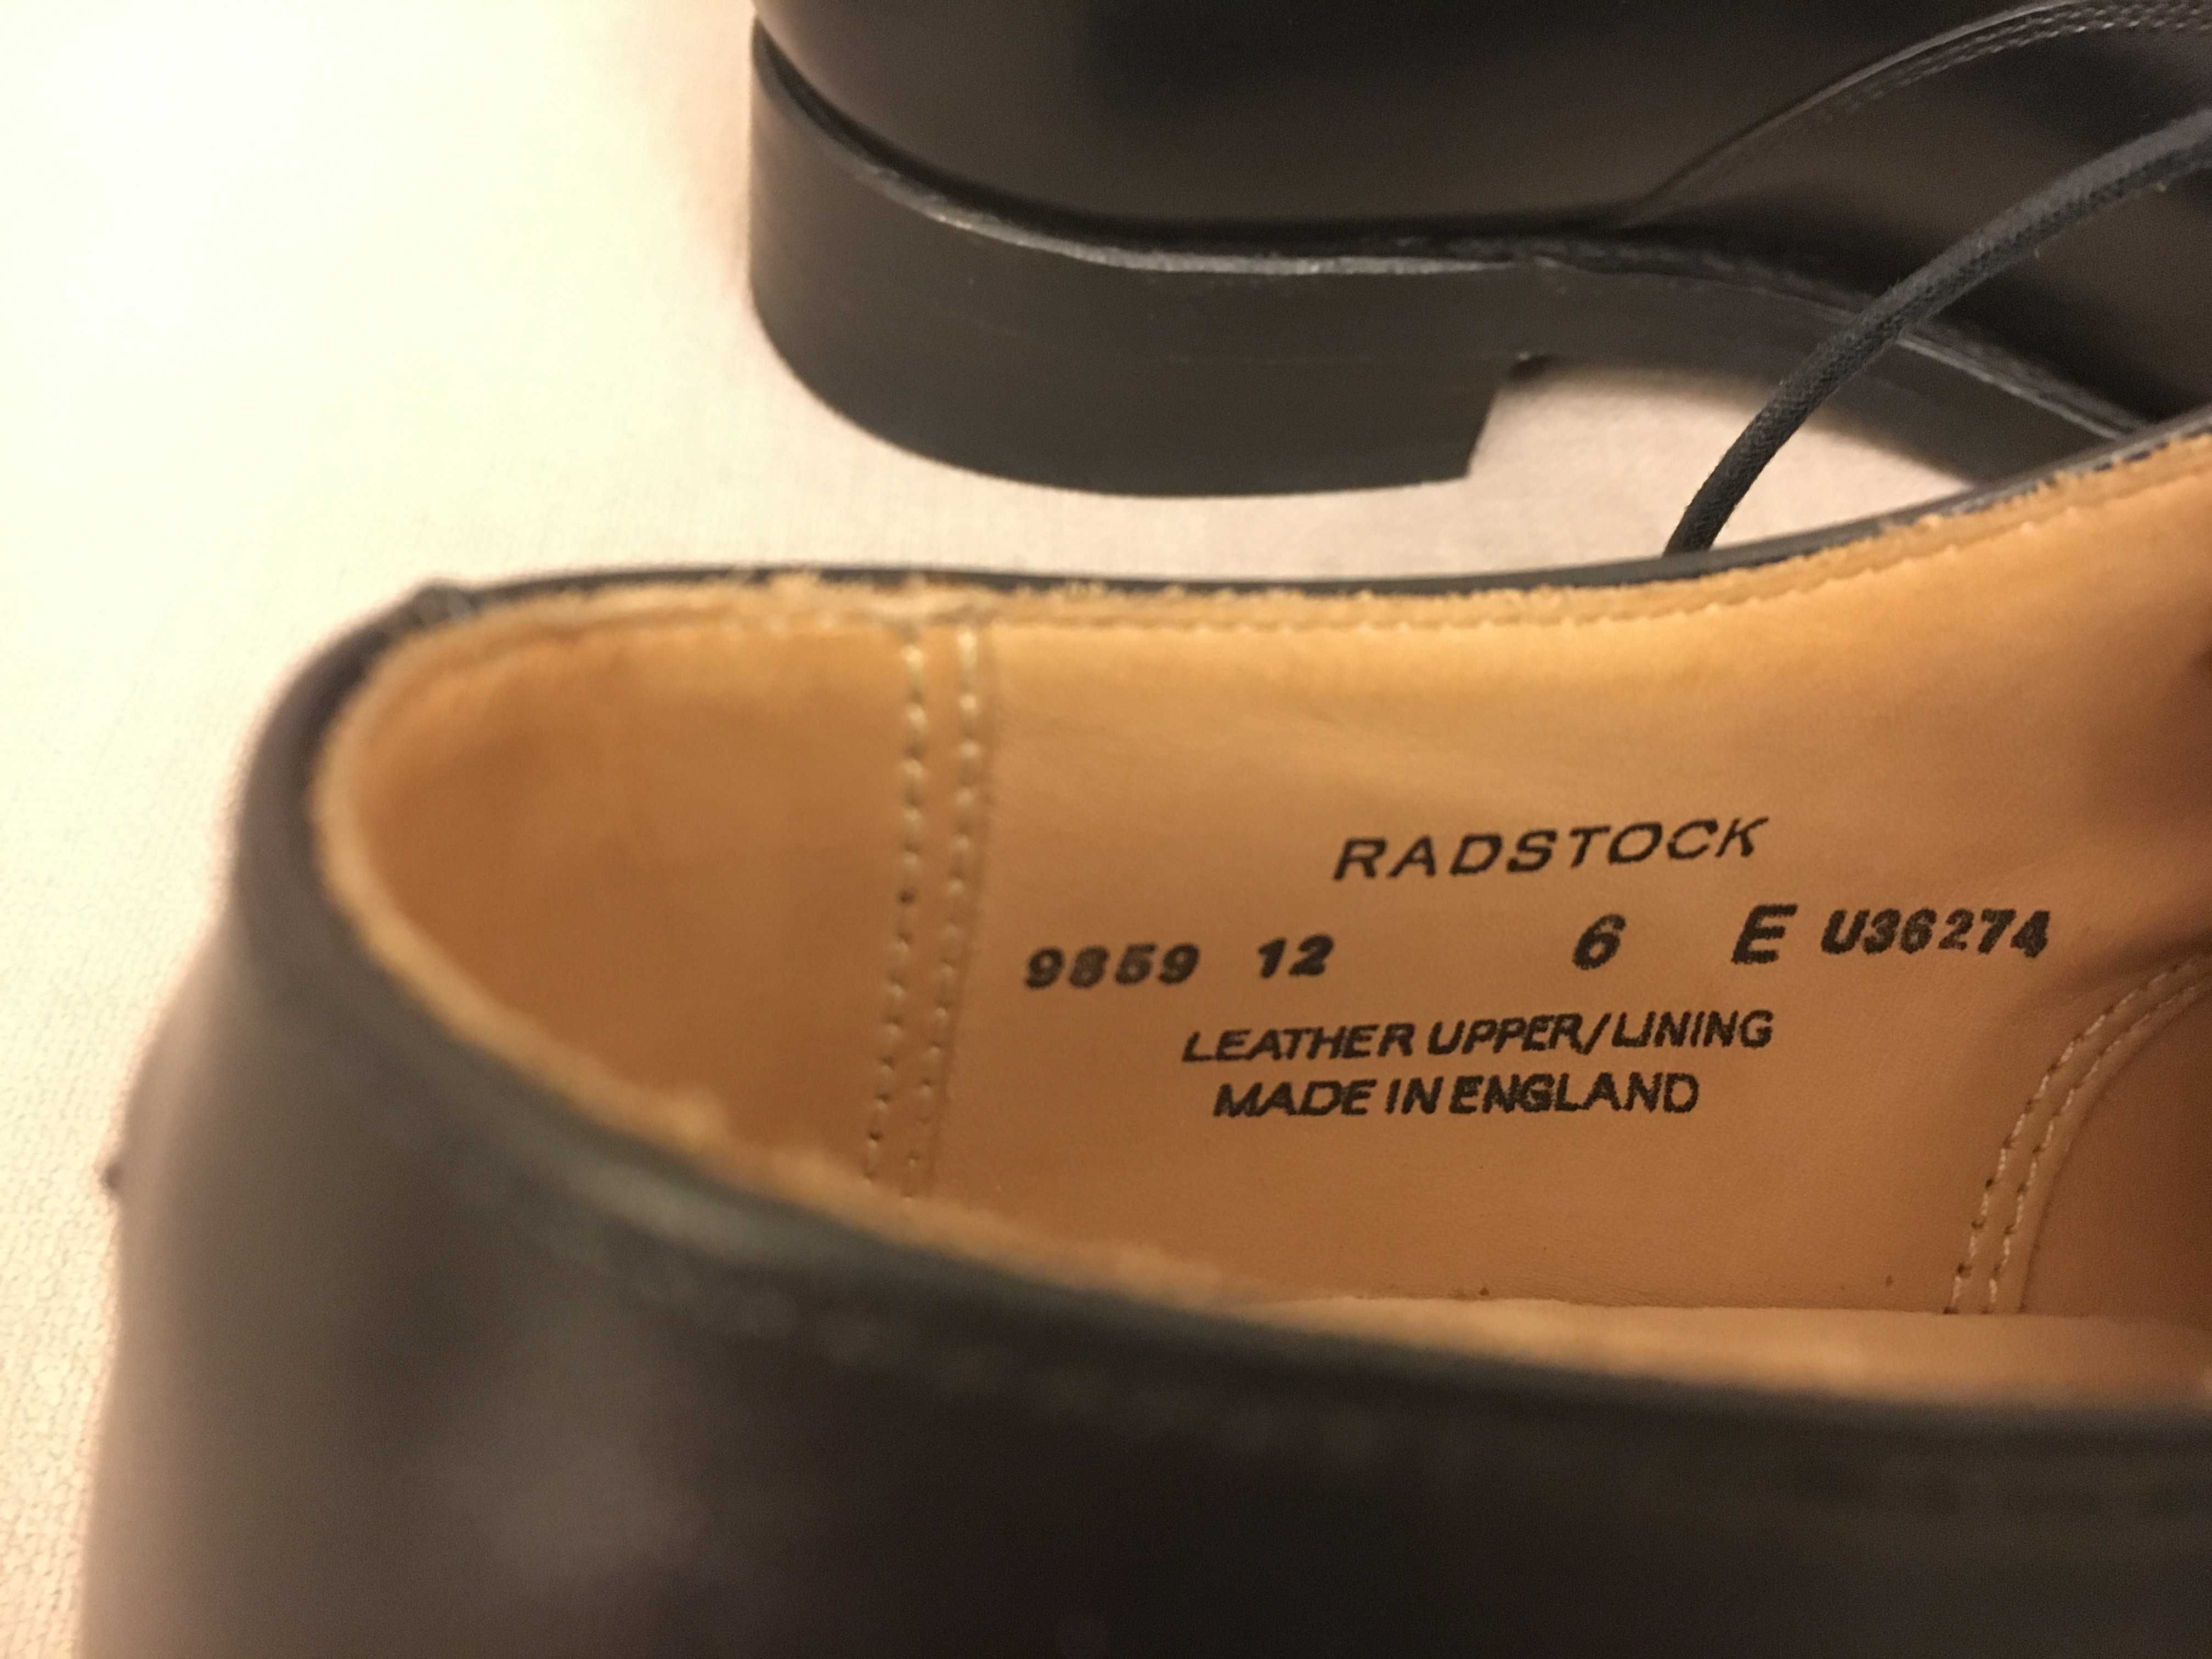 RADSTOCK
9859 12 6 E U36274
LEATHER UPPER/LINING
MADE IN ENGLAND